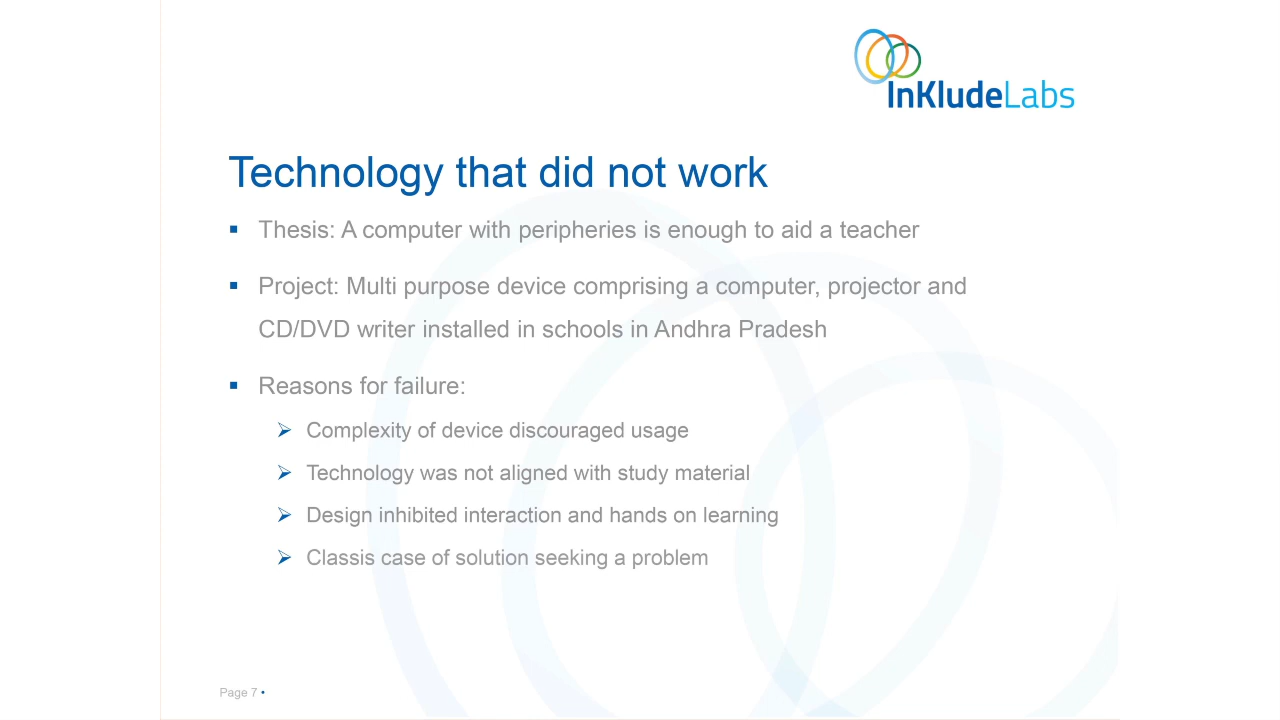 InKludeLabs
Technology that did not work
Thesis: A computer with peripheries is enough to aid a teacher
Project: Multi purpose device comprising a computer, projector and
CD/DVD writer installed in schools in Andhra Pradesh
Reasons for failure:
Complexity of device discouraged usage
Technology was not aligned with study material
Design inhibited interaction and hands on learning
Classis case of solution seeking a problem
Page 7